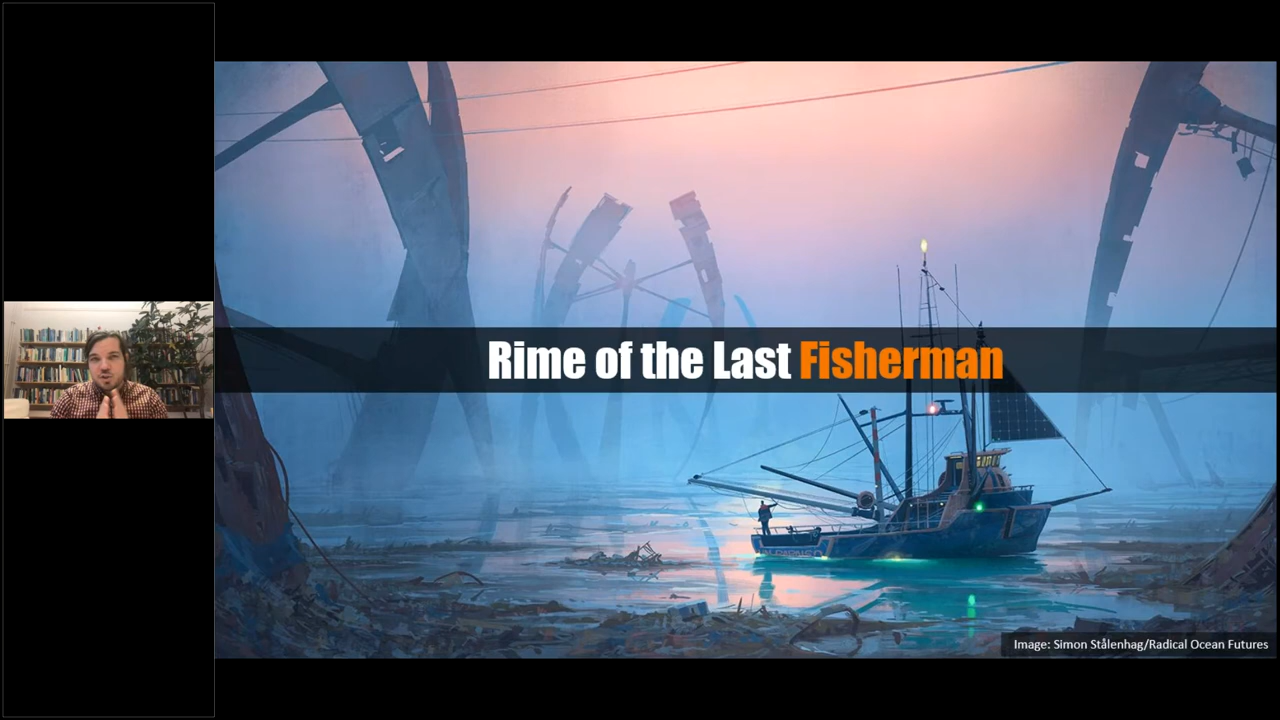 Rime of the Last Fisherman
Image: Simon Stålenhag/Radical Ocean Futures